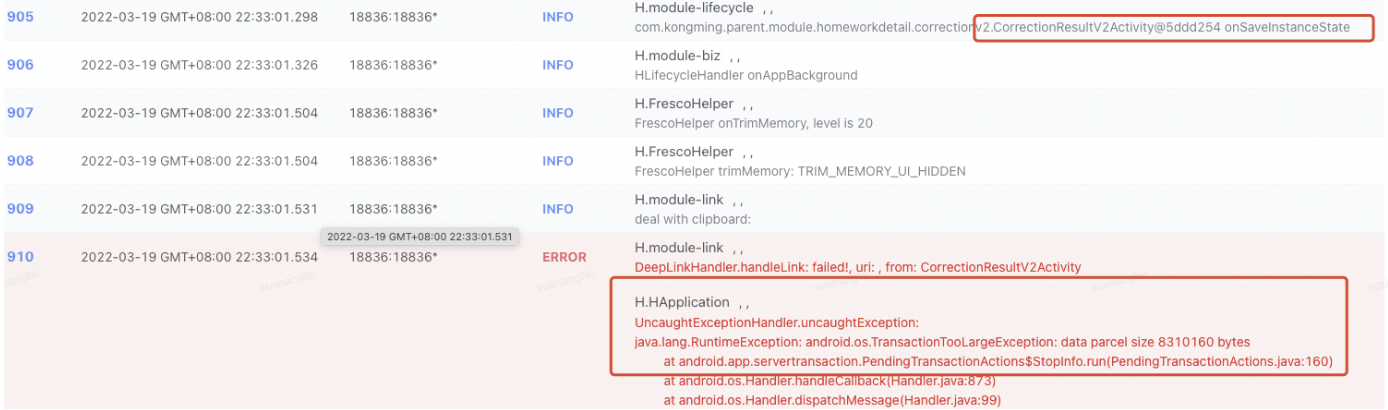 905 2022-03-19 GMT+08:00 22:33:01.298 18836:18836* INFO H.module-lifecycle , ,
com.kongming.parent.module.homeworkdetail.correctionv2.CorrectionResultV2Activity@5ddd254 onSaveInstanceState
906 2022-03-19 GMT+08:00 22:33:01.326 18836:18836* INFO H.module-biz , ,
HLifecycleHandler onAppBackground
907 2022-03-19 GMT+08:00 22:33:01.504 18836:18836* INFO H.FrescoHelper , ,
FrescoHelper onTrimMemory, level is 20
908 2022-03-19 GMT+08:00 22:33:01.504 18836:18836* INFO H.FrescoHelper , ,
FrescoHelper trimMemory: TRIM_MEMORY_UI_HIDDEN
909 2022-03-19 GMT+08:00 22:33:01.531 18836:18836* INFO H.module-link , ,
deal with clipboard:
2022-03-19 GMT+08:00 22:33:01.531
910 2022-03-19 GMT+08:00 22:33:01.534 18836:18836* ERROR H.module-link , ,
DeepLinkHandler.handleLink: failed!, uri: , from: CorrectionResultV2Activity
H.HApplication , ,
UncaughtExceptionHandler.uncaughtException:
java.lang.RuntimeException: android.os.TransactionTooLargeException: data parcel size 8310160 bytes
at android.app.servertransaction.PendingTransactionActions$StopInfo.run(PendingTransactionActions.java:160)
at android.os.Handler.handleCallback(Handler.java:873)
at android.os.Handler.dispatchMessage(Handler.java:99)